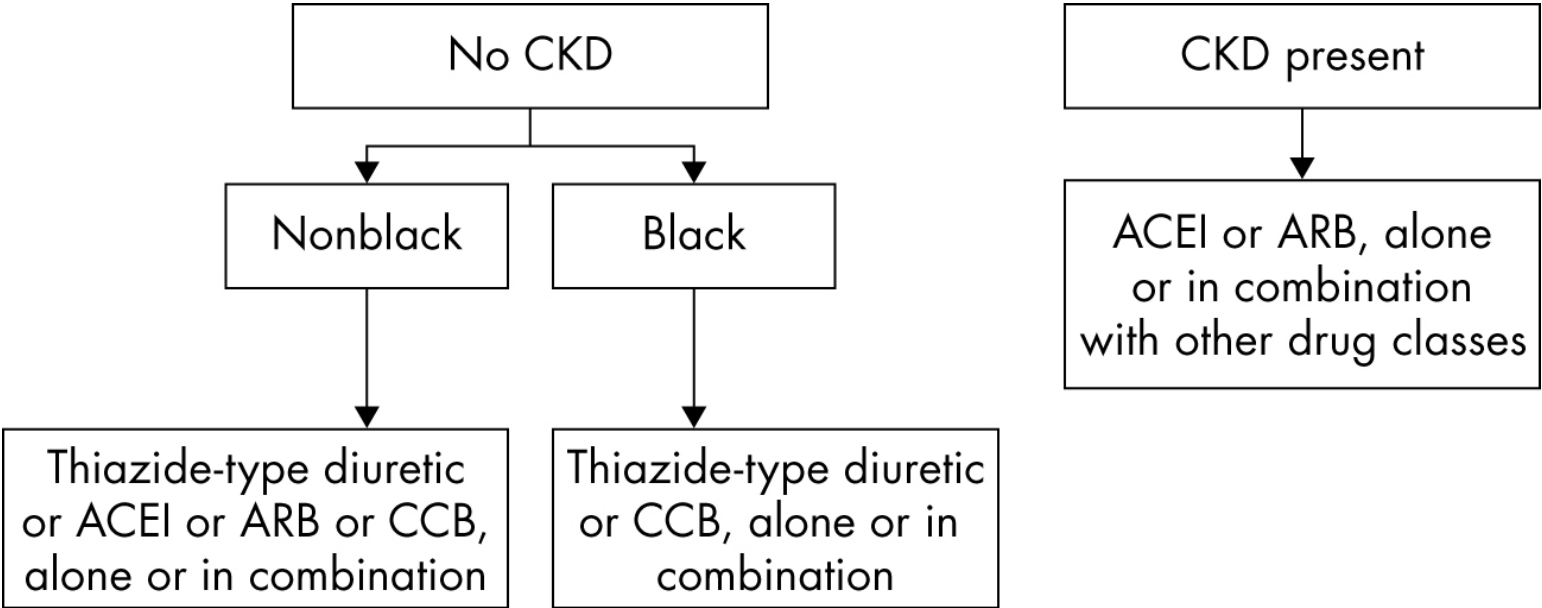 No CKD
CKD present
Nonblack
Black
ACEI or ARB, alone
or in combination
with other drug classes
Thiazide-type diuretic
or ACEI or ARB or CCB,
alone or in combination
Thiazide-type diuretic
or CCB, alone or in
combination